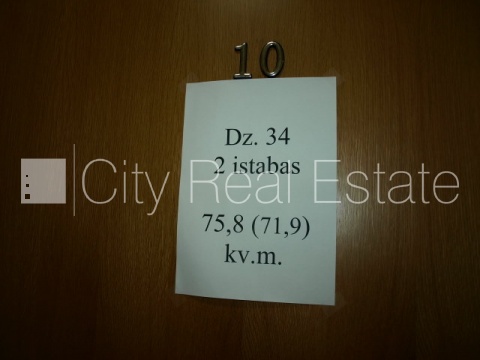 10
Dz. 34
2 istabas
City Real Estate
75,8 (71,9)
kv.m.